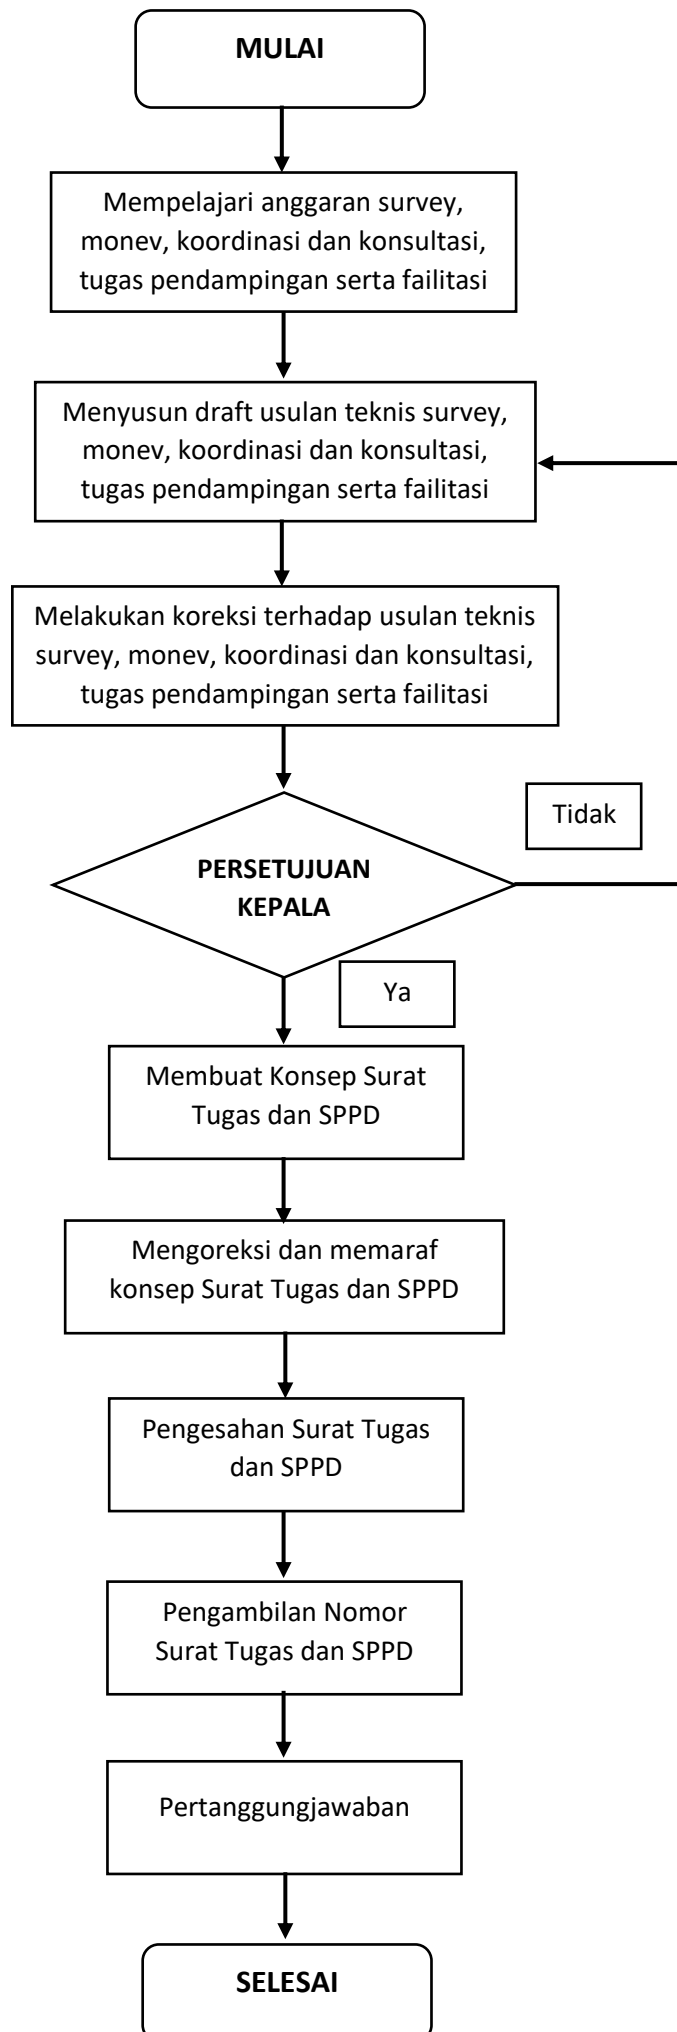 MULAI
Mempelajari anggaran survey,
monev, koordinasi dan konsultasi,
tugas pendampingan serta failitasi
Menyusun draft usulan teknis survey,
monev, koordinasi dan konsultasi,
tugas pendampingan serta failitasi
Melakukan koreksi terhadap usulan teknis
survey, monev, koordinasi dan konsultasi,
tugas pendampingan serta failitasi
Tidak
PERSETUJUAN
KEPALA
Ya
Membuat Konsep Surat
Tugas dan SPPD
Mengoreksi dan memaraf
konsep Surat Tugas dan SPPD
Pengesahan Surat Tugas
dan SPPD
Pengambilan Nomor
Surat Tugas dan SPPD
Pertanggungjawaban
SELESAI